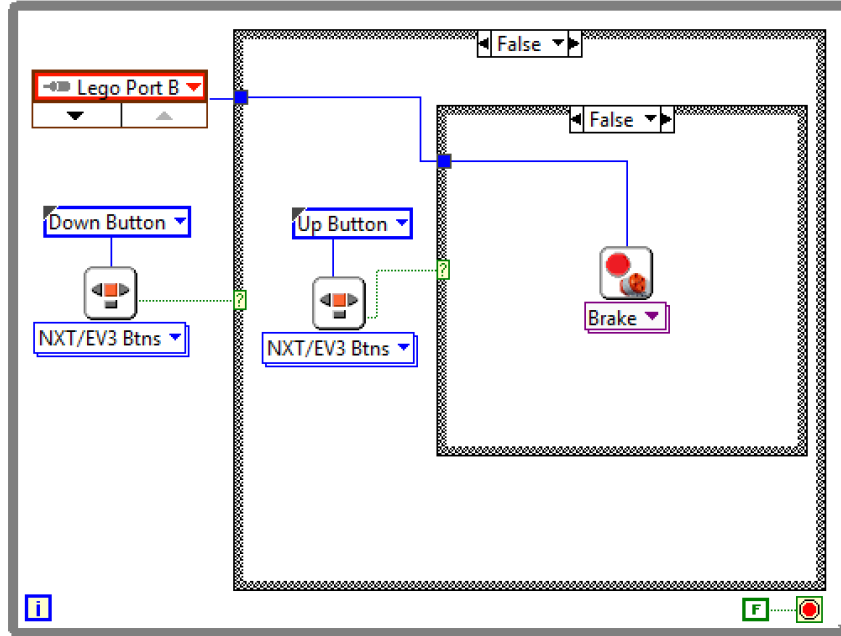 False
Lego Port B
False
Down Button
Up Button
?
?
NXT/EV3 Btns
NXT/EV3 Btns
Brake
i
F